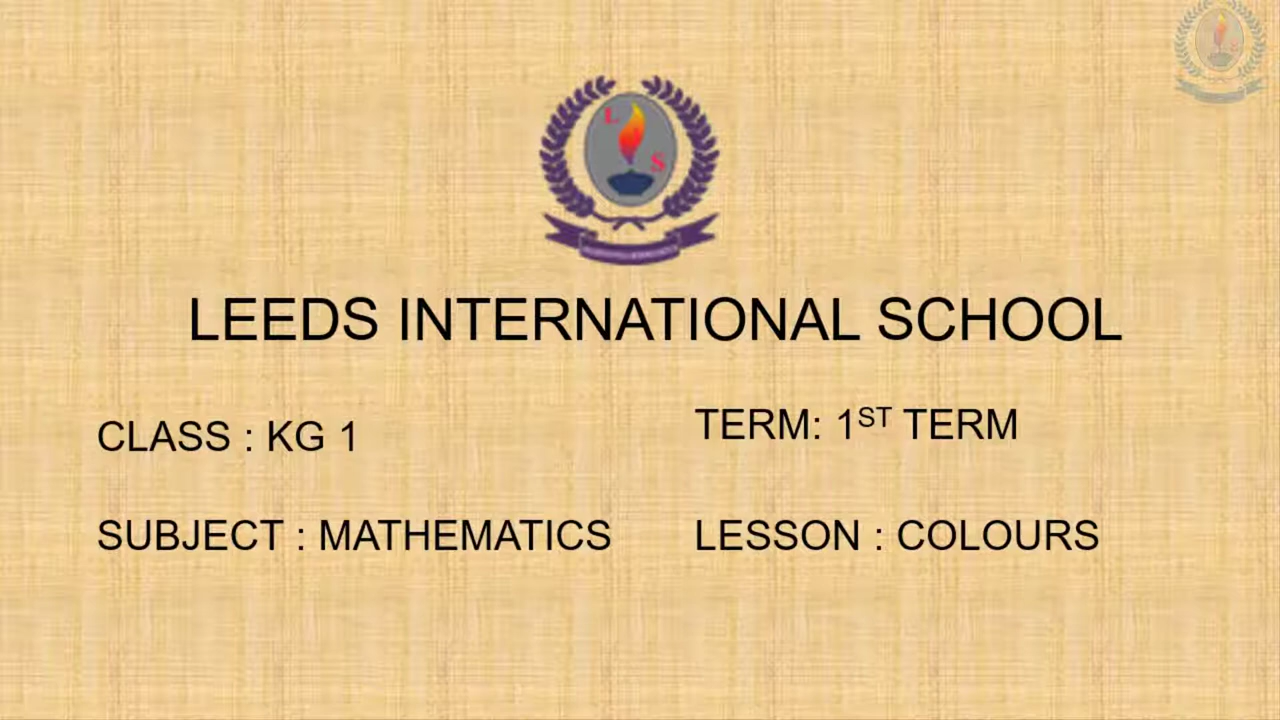 L
S
LEEDS INTERNATIONAL SCHOOL
CLASS : KG 1
TERM: 1ST TERM
SUBJECT : MATHEMATICS
LESSON : COLOURS